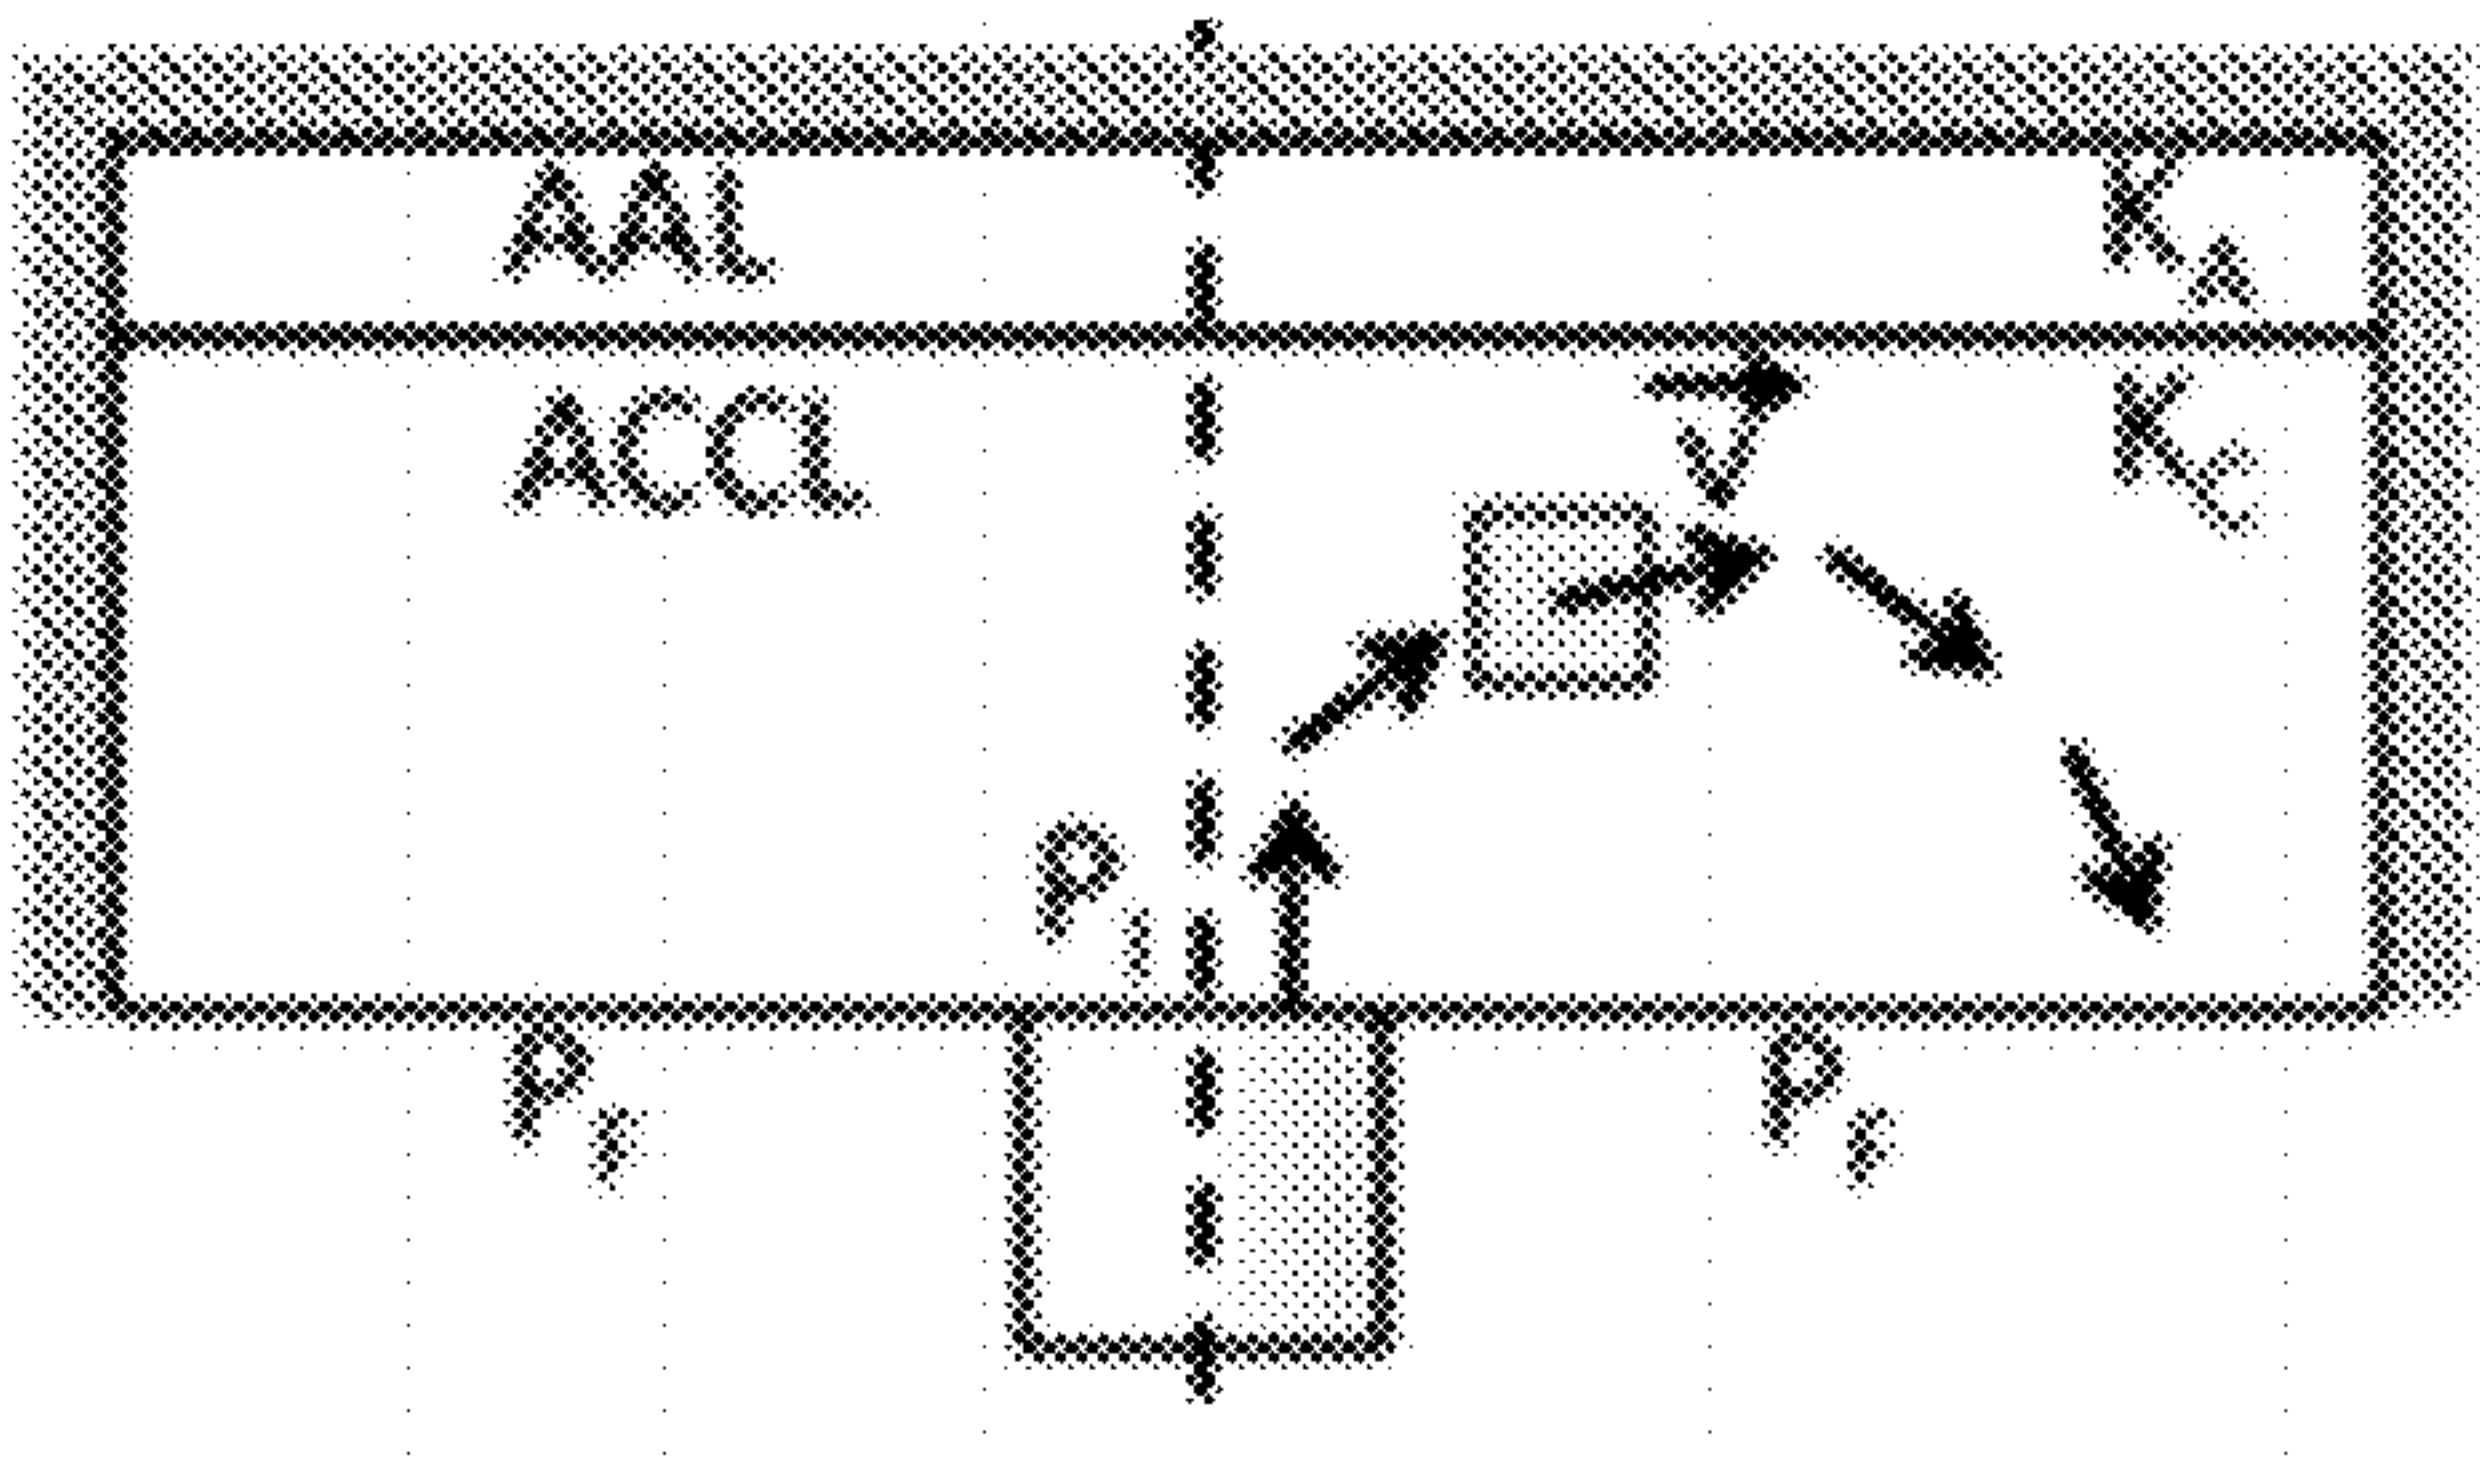 AAL K_A
V
ACCL K_C
P_i
P_f P_f